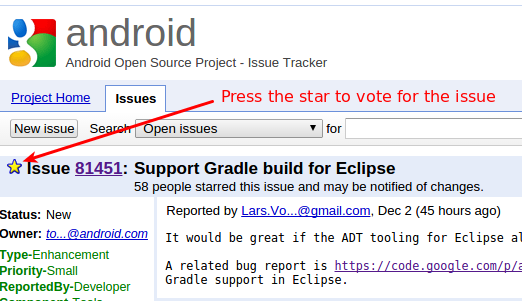 android
Android Open Source Project - Issue Tracker
Project Home Issues Press the star to vote for the issue
New issue Search Open issues for
Issue 81451: Support Gradle build for Eclipse
58 people starred this issue and may be notified of changes.
Status: New
Owner: to...@android.com
Type-Enhancement
Priority-Small
ReportedBy-Developer
Component-Tools
Reported by Lars.Vo...@gmail.com, Dec 2 (45 hours ago)
It would be great if the ADT tooling for Eclipse al
A related bug report is https://code.google.com/p/a
Gradle support in Eclipse.